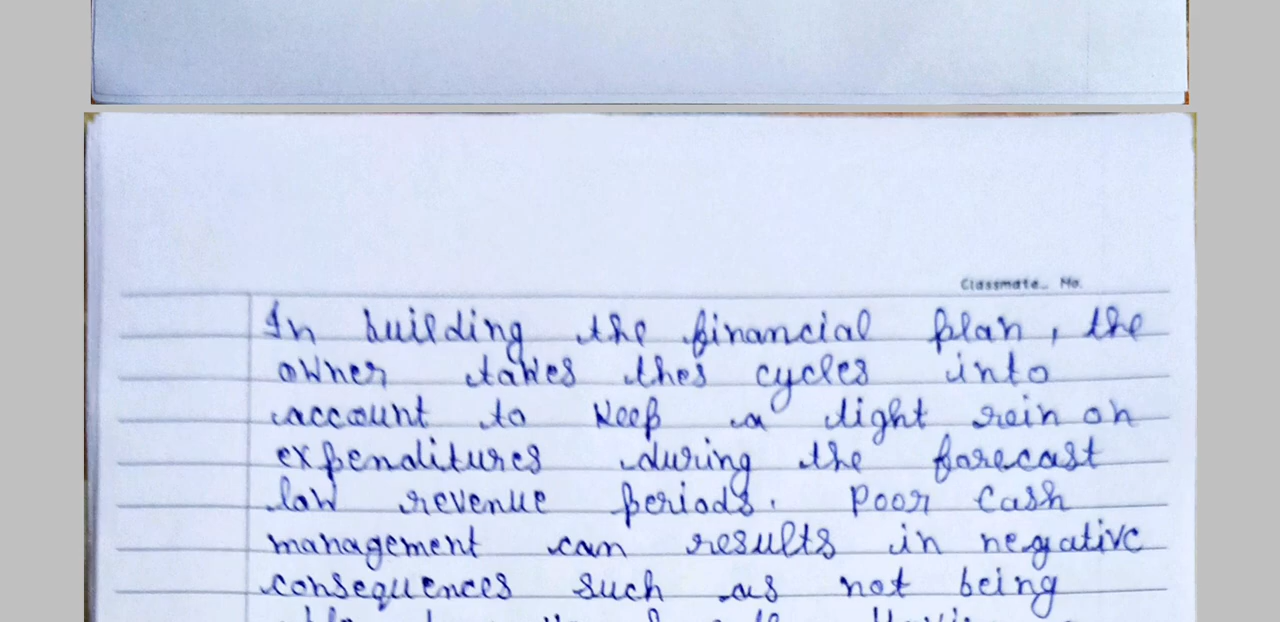 Classmate No.
In building the financial plan, the
owner takes thes cycles into
account to keep a tight rein on
expenditures during the forecast
low revenue periods. Poor cash
management can results in negative
consequences such as not being